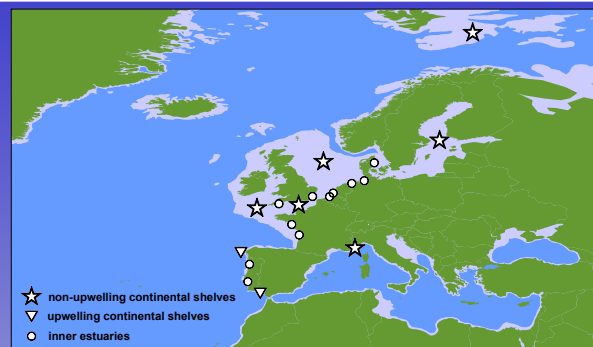 non-upwelling continental shelves
upwelling continental shelves
inner estuaries